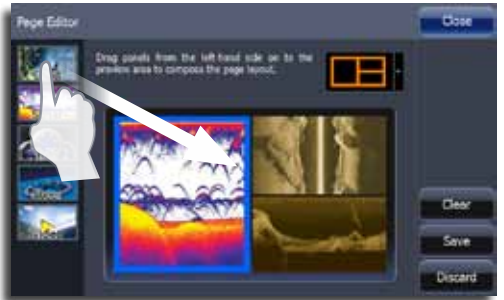 Page Editor
Close
Drag panels from the left hand side on to the
preview area to compose the page layout.
Clear
Save
Discard